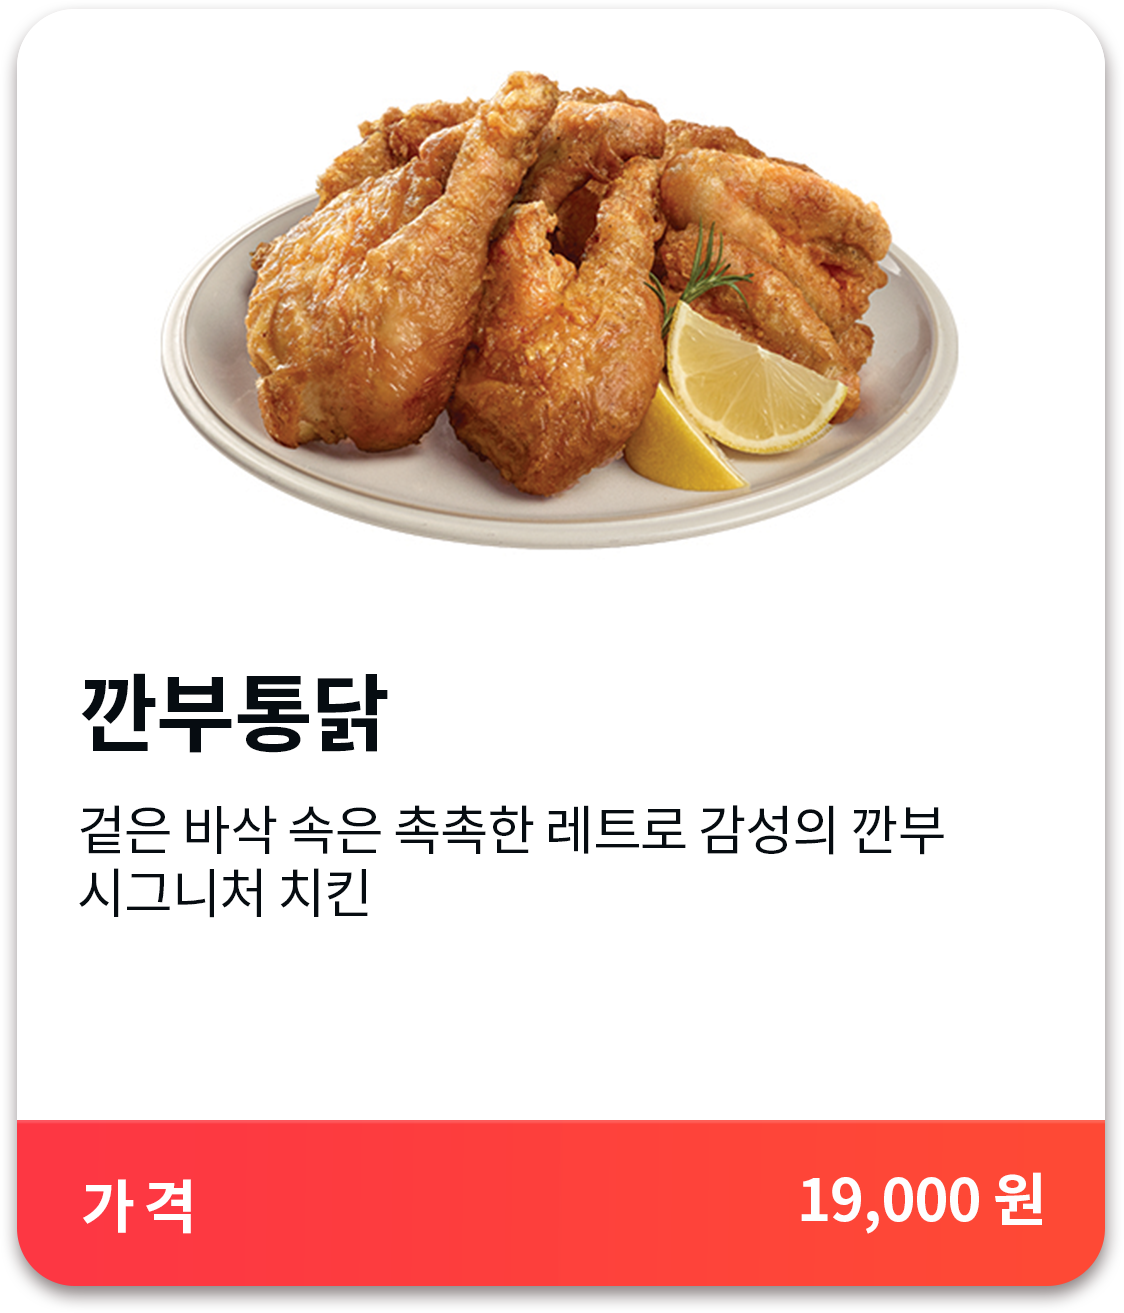 깐부통닭
겉은 바삭 속은 촉촉한 레트로 감성의 깐부
시그니처 치킨
가 격
19,000 원